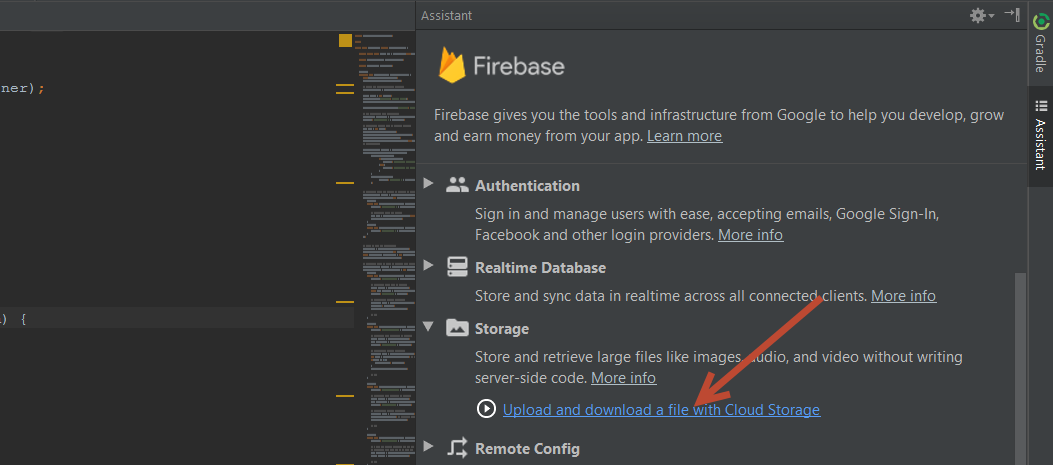 Assistant
Gradle
Firebase
ner);
Firebase gives you the tools and infrastructure from Google to help you develop, grow
and earn money from your app. Learn more
Assistant
Authentication
Sign in and manage users with ease, accepting emails, Google Sign-In,
Facebook and other login providers. More info
Realtime Database
Store and sync data in realtime across all connected clients. More info
) {
Storage
Store and retrieve large files like images, audio, and video without writing
server-side code. More info
Upload and download a file with Cloud Storage
Remote Config